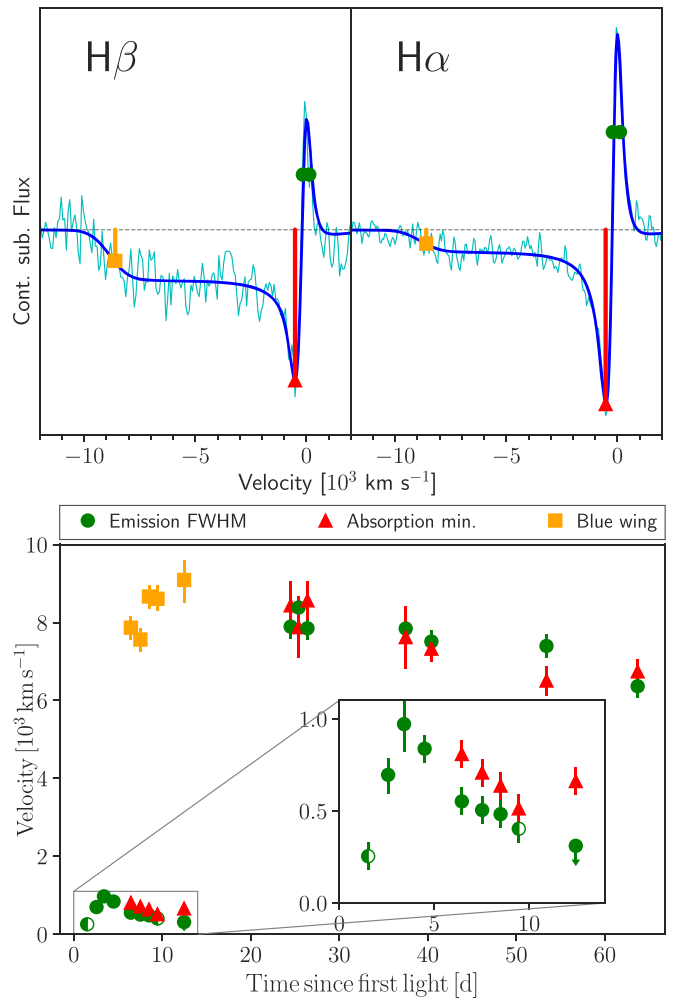 Hβ Hα
Cont. sub. Flux
−10 −5 0 −10 −5 0
Velocity [10³ km s⁻¹]
Emission FWHM Absorption min. Blue wing
10
8
6
4
2
0
Velocity [10³ km s⁻¹]
1.0
0.5
0.0
0 5 10
0 10 20 30 40 50 60
Time since first light [d]